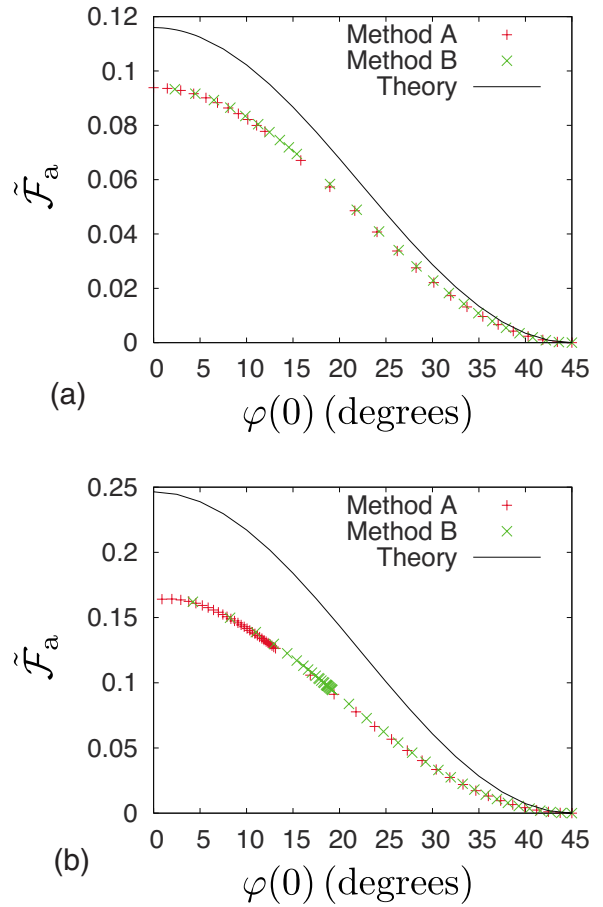 0.12
0.1
0.08
0.06
0.04
0.02
0
F̃a
Method A
Method B
Theory
0 5 10 15 20 25 30 35 40 45
(a)
φ(0) (degrees)
0.25
0.2
0.15
0.1
0.05
0
F̃a
Method A
Method B
Theory
0 5 10 15 20 25 30 35 40 45
(b)
φ(0) (degrees)